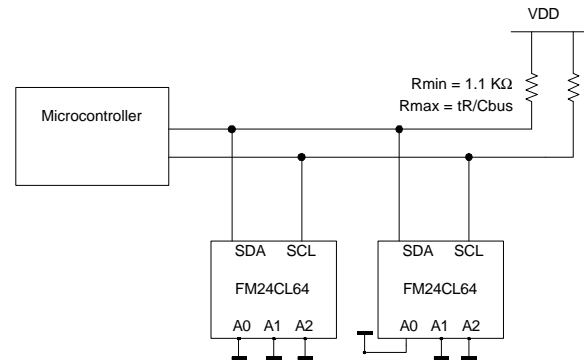 VDD
Rmin = 1.1 KΩ
Rmax = tR/Cbus
Microcontroller
SDA SCL
FM24CL64
A0 A1 A2
SDA SCL
FM24CL64
A0 A1 A2